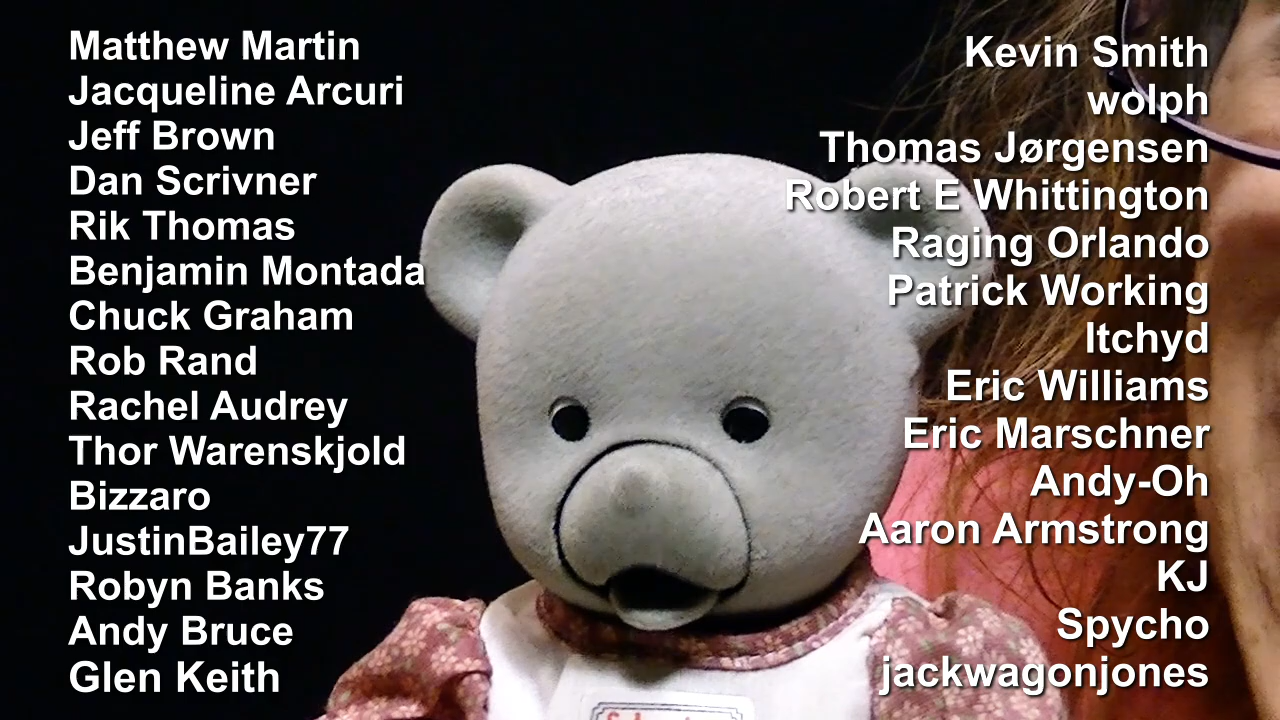 Matthew Martin
Jacqueline Arcuri
Jeff Brown
Dan Scrivner
Rik Thomas
Benjamin Montada
Chuck Graham
Rob Rand
Rachel Audrey
Thor Warenskjold
Bizzaro
JustinBailey77
Robyn Banks
Andy Bruce
Glen Keith
Kevin Smith
wolph
Thomas Jørgensen
Robert E Whittington
Raging Orlando
Patrick Working
Itchyd
Eric Williams
Eric Marschner
Andy-Oh
Aaron Armstrong
KJ
Spycho
jackwagonjones